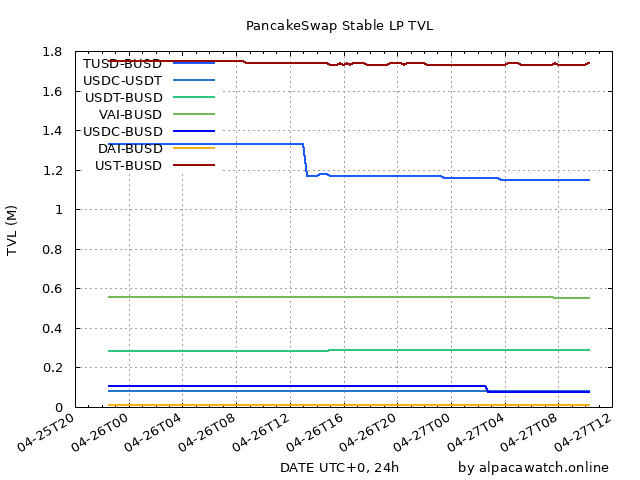 PancakeSwap Stable LP TVL
TVL (M)
1.8
1.6
1.4
1.2
1
0.8
0.6
0.4
0.2
0
TUSD-BUSD
USDC-USDT
USDT-BUSD
VAI-BUSD
USDC-BUSD
DAI-BUSD
UST-BUSD
04-25T20
04-26T00
04-26T04
04-26T08
04-26T12
04-26T16
04-26T20
04-27T00
04-27T04
04-27T08
04-27T12
DATE UTC+0, 24h
by alpacawatch.online